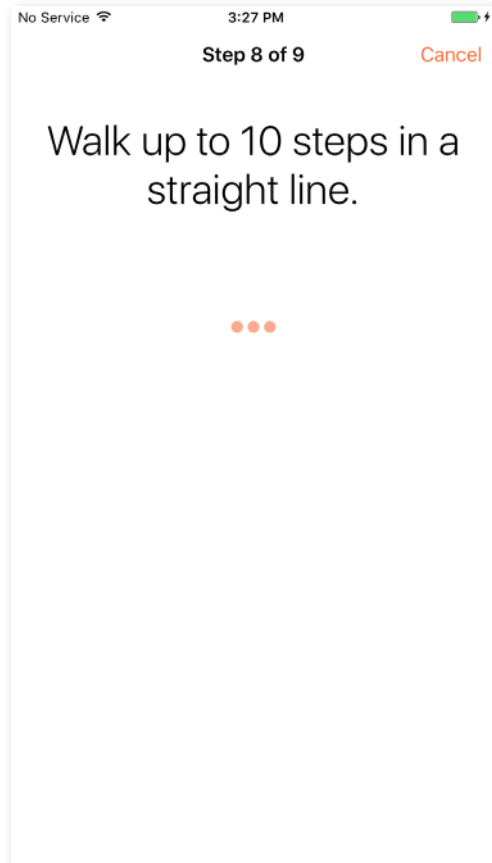 No Service 3:27 PM
Step 8 of 9 Cancel
Walk up to 10 steps in a
straight line.